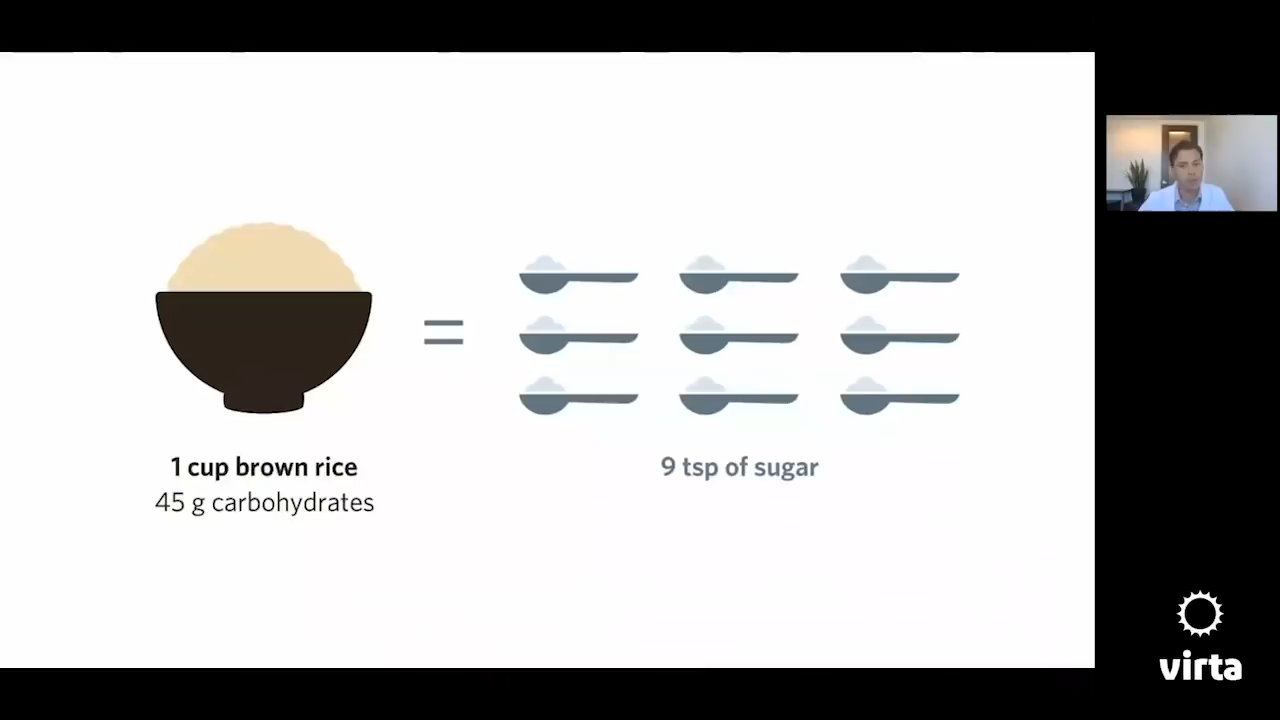 =
1 cup brown rice
45 g carbohydrates
9 tsp of sugar
virta